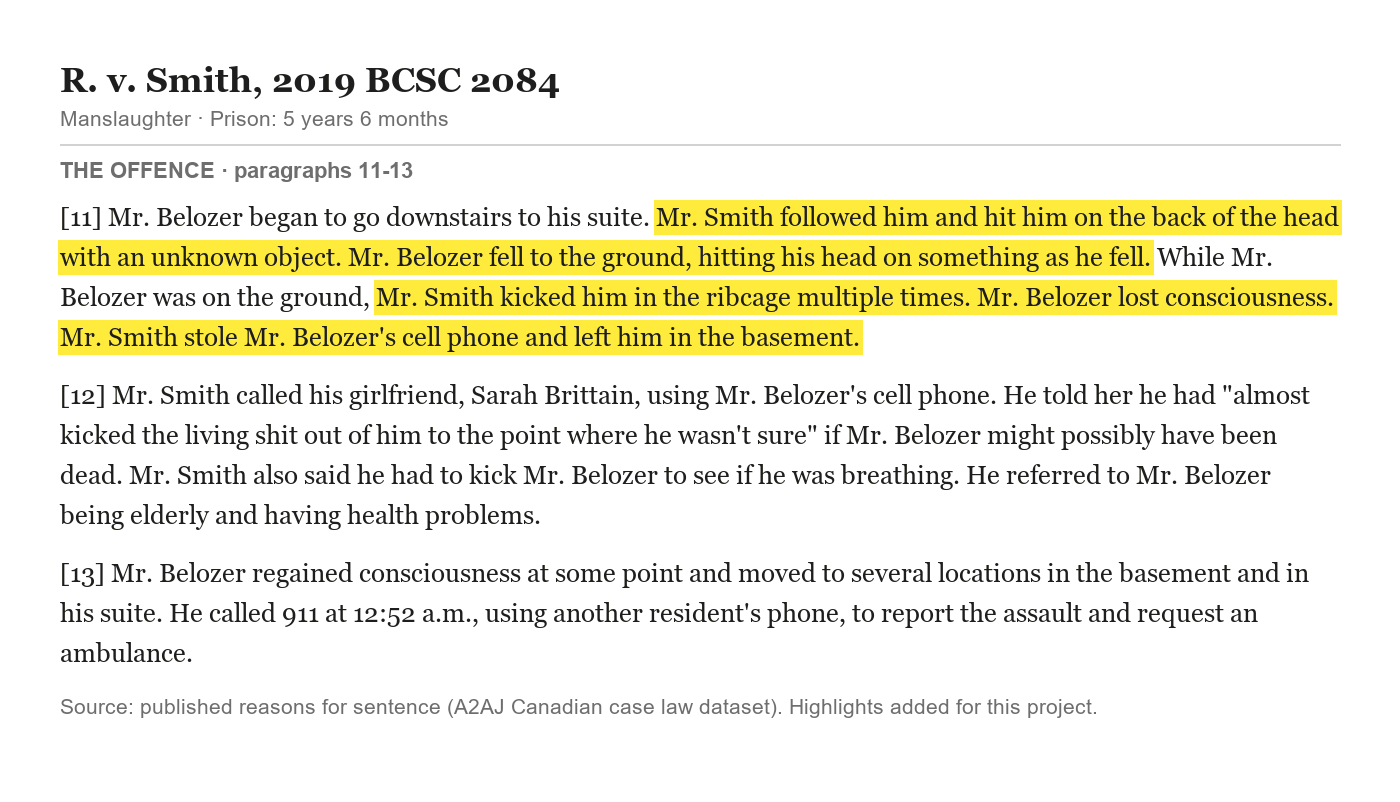 R. v. Smith, 2019 BCSC 2084
Manslaughter · Prison: 5 years 6 months
THE OFFENCE · paragraphs 11-13
[11] Mr. Belozer began to go downstairs to his suite. Mr. Smith followed him and hit him on the back of the head
with an unknown object. Mr. Belozer fell to the ground, hitting his head on something as he fell. While Mr.
Belozer was on the ground, Mr. Smith kicked him in the ribcage multiple times. Mr. Belozer lost consciousness.
Mr. Smith stole Mr. Belozer's cell phone and left him in the basement.
[12] Mr. Smith called his girlfriend, Sarah Brittain, using Mr. Belozer's cell phone. He told her he had "almost
kicked the living shit out of him to the point where he wasn't sure" if Mr. Belozer might possibly have been
dead. Mr. Smith also said he had to kick Mr. Belozer to see if he was breathing. He referred to Mr. Belozer
being elderly and having health problems.
[13] Mr. Belozer regained consciousness at some point and moved to several locations in the basement and in
his suite. He called 911 at 12:52 a.m., using another resident's phone, to report the assault and request an
ambulance.
Source: published reasons for sentence (A2AJ Canadian case law dataset). Highlights added for this project.